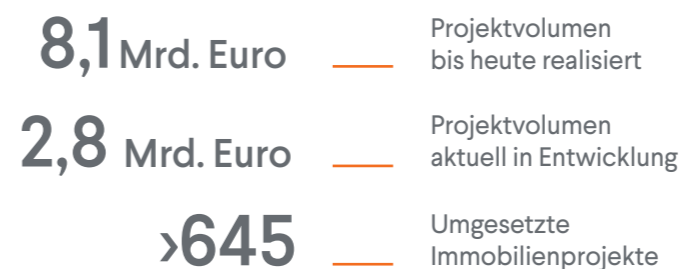 8,1 Mrd. Euro
Projektvolumen
bis heute realisiert
2,8 Mrd. Euro
Projektvolumen
aktuell in Entwicklung
›645
Umgesetzte
Immobilienprojekte